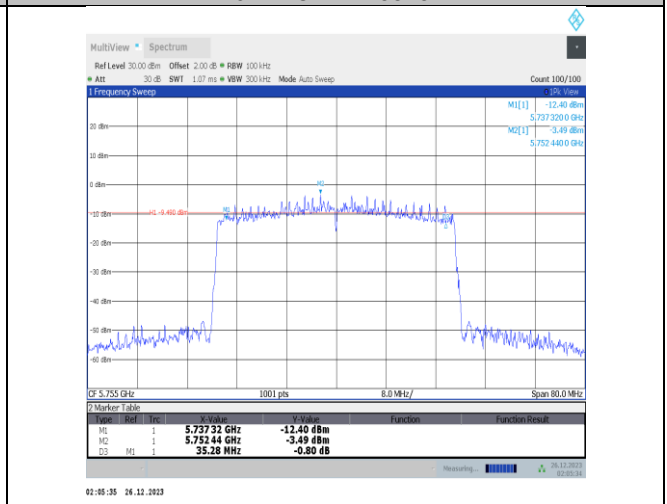 MultiView Spectrum
Ref Level 30.00 dBm Offset 2.00 dB RBW 100 kHz
Att 30 dB SWT 1.07 ms VBW 300 kHz Mode Auto Sweep Count 100/100
1 Frequency Sweep 1Pk View
M1[1] -12.40 dBm
5.737 320 0 GHz
M2[1] -3.49 dBm
5.752 440 0 GHz
20 dBm
10 dBm
0 dBm
M2
-10 dBm H1 -9.490 dBm M1
-20 dBm
-30 dBm
-40 dBm
-50 dBm
-60 dBm
CF 5.755 GHz 1001 pts 8.0 MHz/ Span 80.0 MHz
2 Marker Table
Type Ref Trc X-Value Y-Value Function Function Result
M1 1 5.737 32 GHz -12.40 dBm
M2 1 5.752 44 GHz -3.49 dBm
D3 M1 1 35.28 MHz -0.80 dB
Measuring... 26.12.2023
02:05:34
02:05:35 26.12.2023